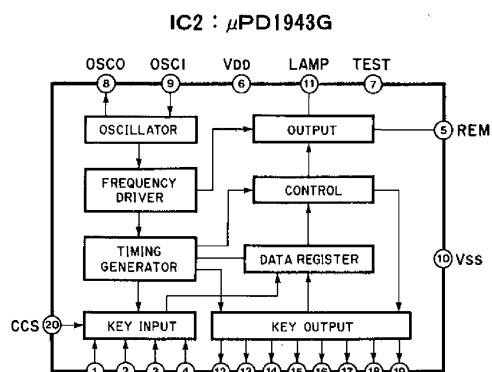 IC2 : μPD1943G
OSCO OSCI VDD LAMP TEST
8 9 6 11 7
OSCILLATOR OUTPUT 5 REM
FREQUENCY
DRIVER
CONTROL
TIMING
GENERATOR
DATA REGISTER
10 VSS
CCS 20 KEY INPUT KEY OUTPUT
1 2 3 4 12 13 14 15 16 17 18 19